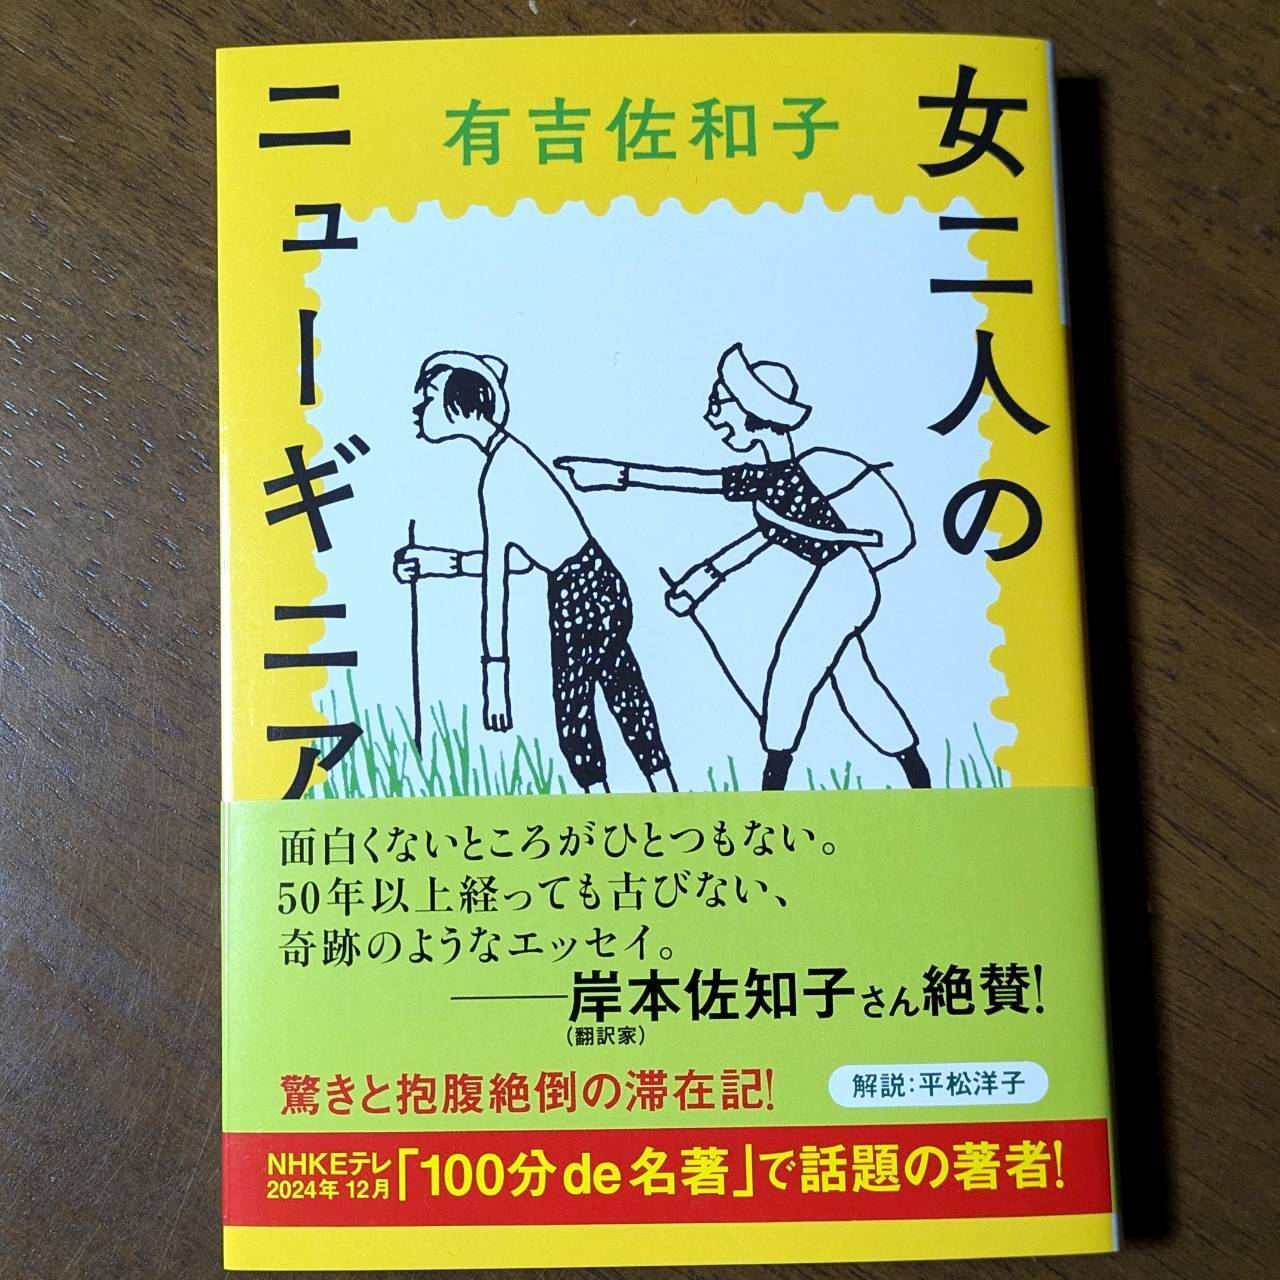 女二人の
ニューギニア
有吉佐和子
面白くないところがひとつもない。
50年以上経っても古びない、
奇跡のようなエッセイ。
——岸本佐知子さん絶賛!
(翻訳家)
驚きと抱腹絶倒の滞在記!
解説:平松洋子
NHKEテレ
2024年12月
「100分de名著」で話題の著者!